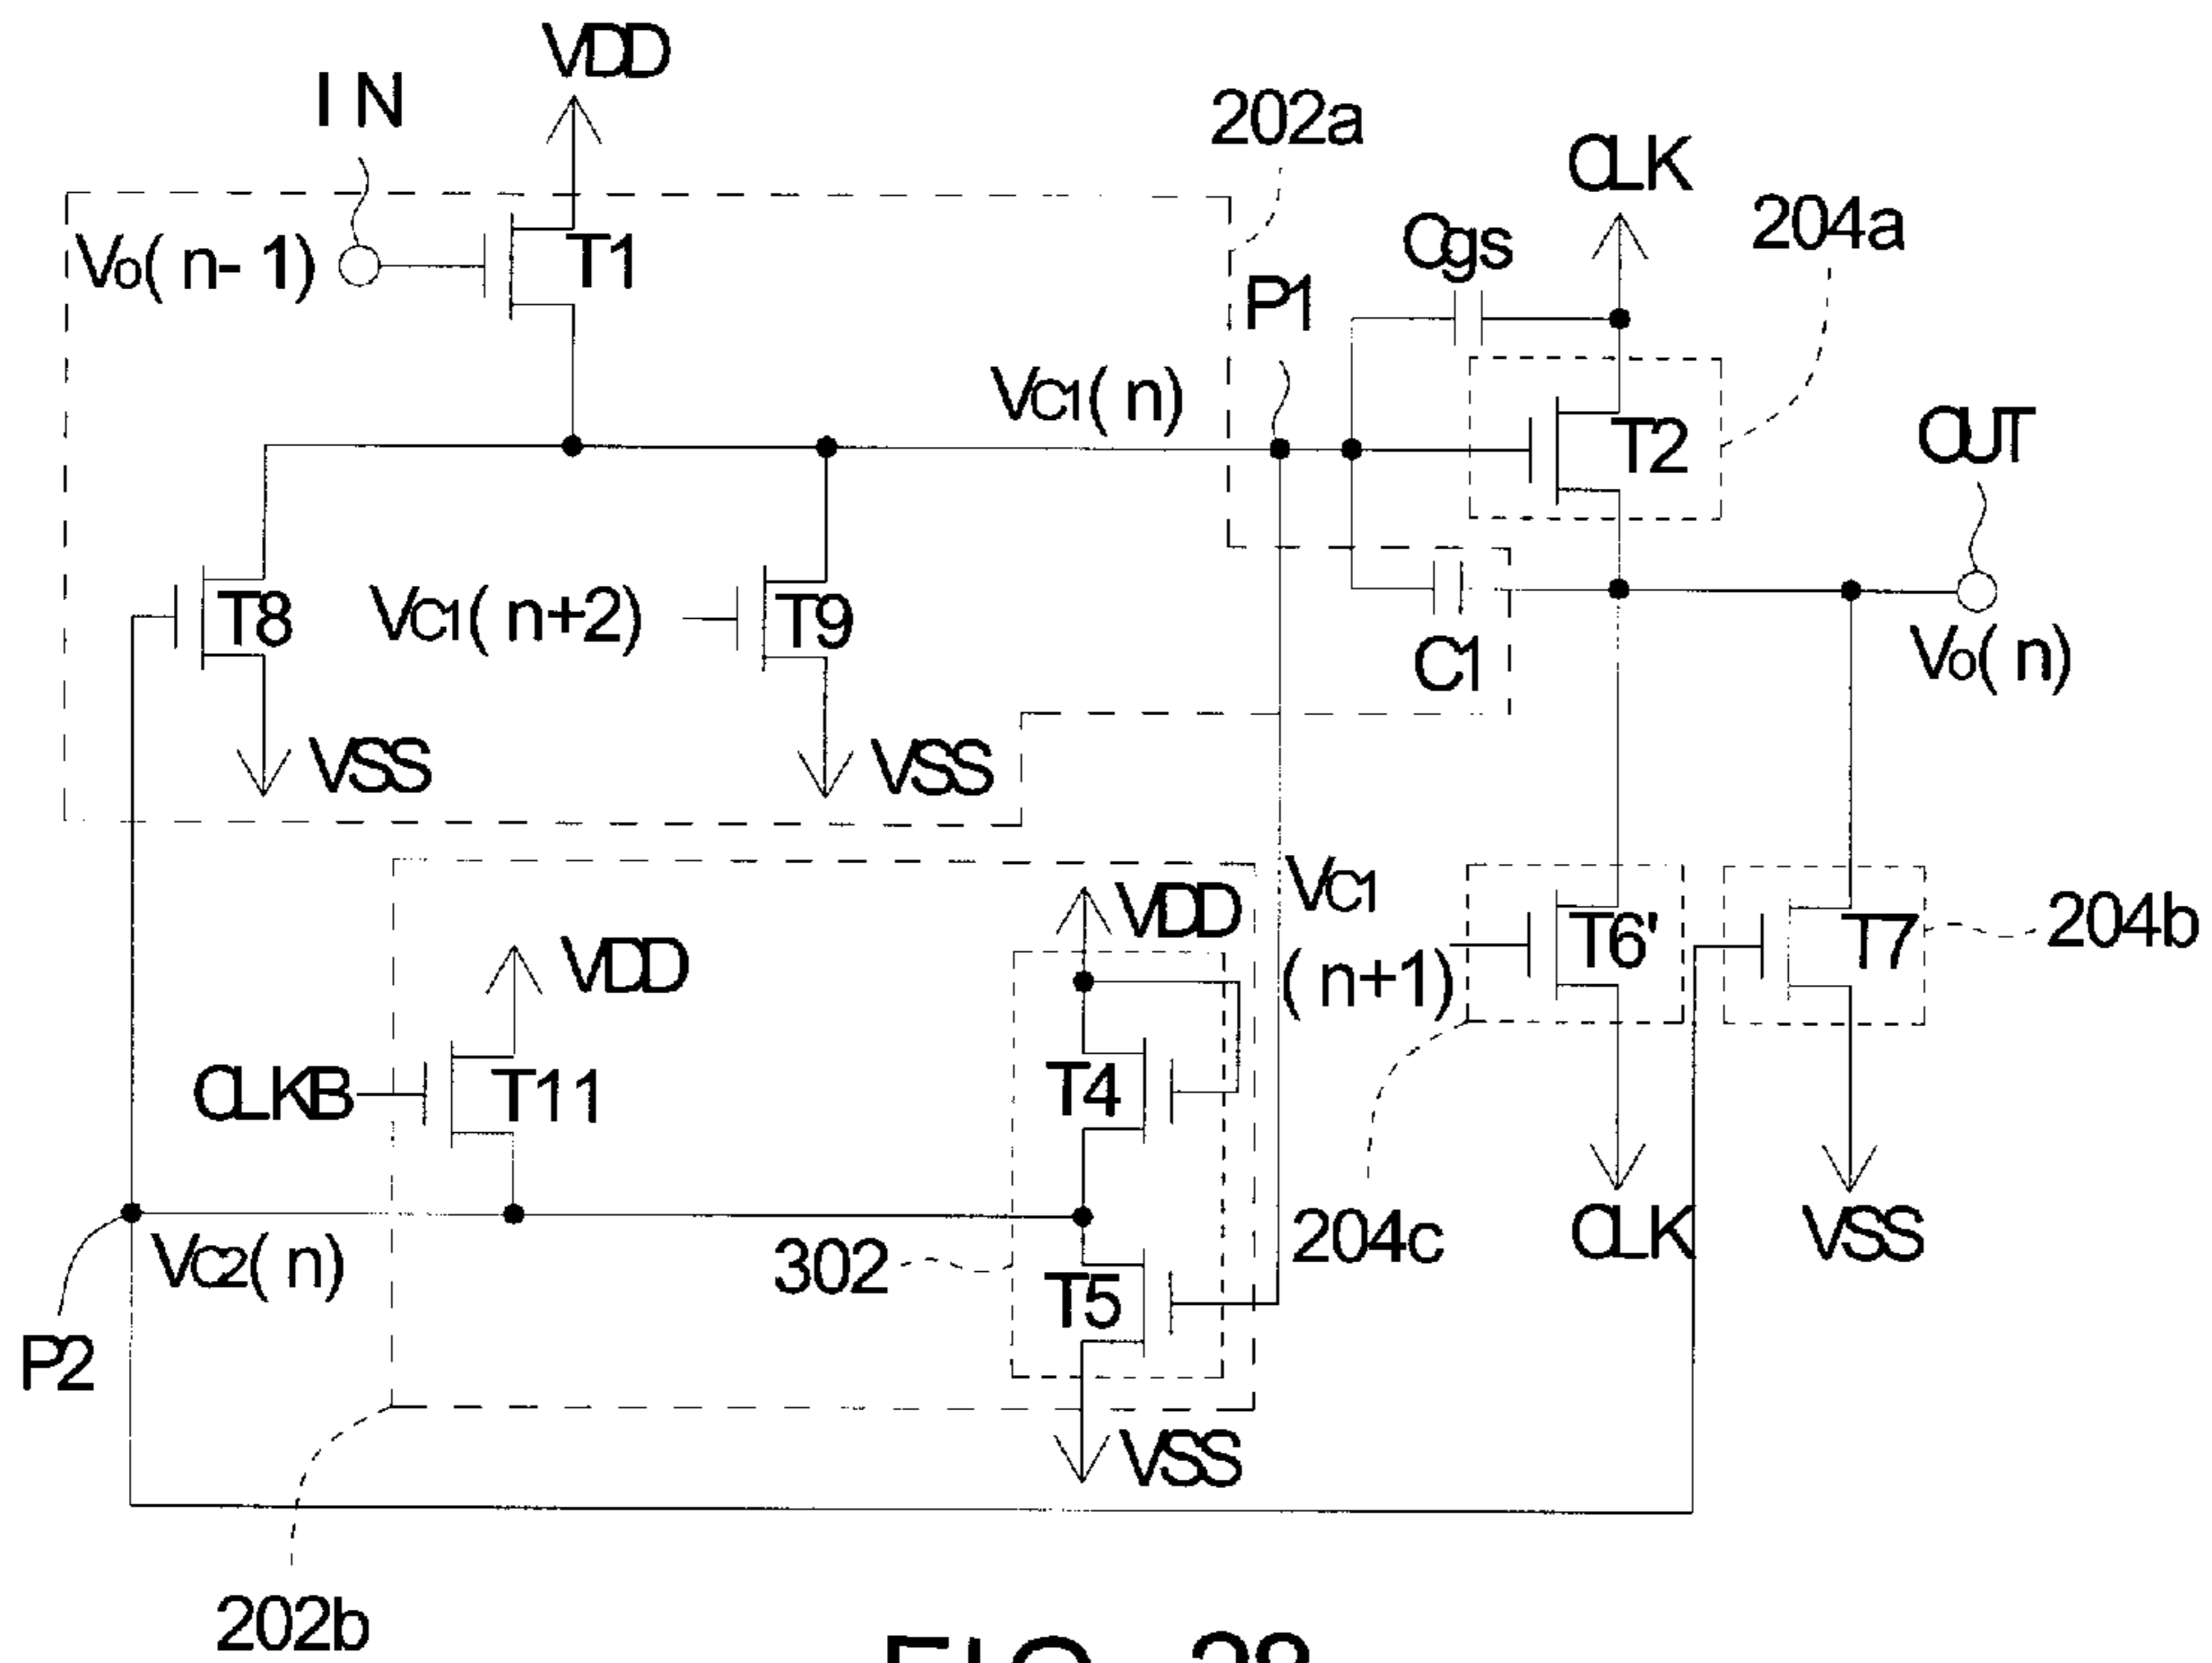 VDD
IN
202a
CLK
Cgs
204a
Vo(n-1)
T1
P1
VC1(n)
T2
OUT
T8
VC1(n+2)
T9
C1
Vo(n)
VSS
VSS
VC1
(n+1)
VDD
T6'
T7
204b
VDD
CLKB
T11
T4
VC2(n)
302
T5
204c
CLK
VSS
P2
VSS
202b